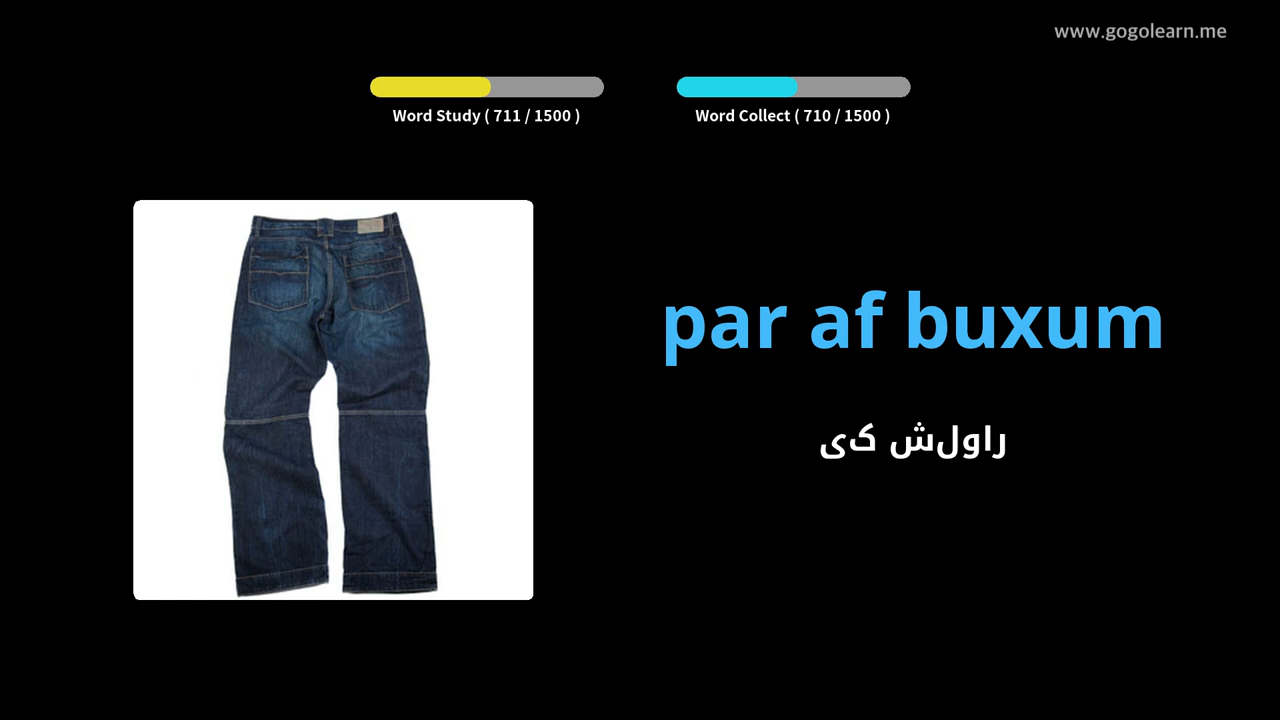 www.gogolearn.me
Word Study ( 711 / 1500 )
Word Collect ( 710 / 1500 )
par af buxum
راولش کی